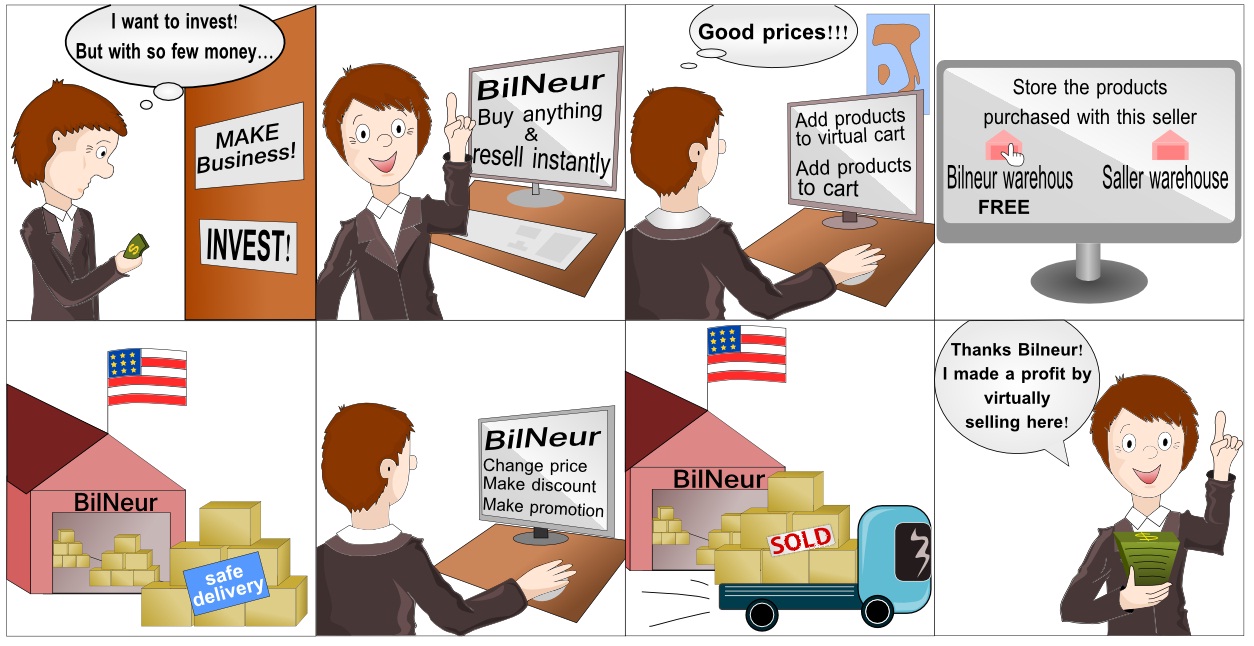 I want to invest!
But with so few money...
MAKE
Business!
INVEST!
BilNeur
Buy anything
&
resell instantly
Good prices!!!
Add products
to virtual cart
Add products
to cart
Store the products
purchased with this seller
Bilneur warehous
FREE
Saller warehouse
BilNeur
safe
delivery
BilNeur
Change price
Make discount
Make promotion
BilNeur
SOLD
Thanks Bilneur!
I made a profit by
virtually
selling here!